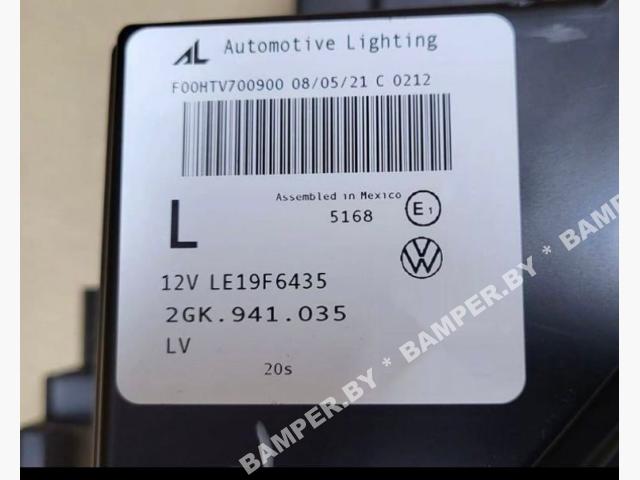 AL Automotive Lighting
F00HTV700900 08/05/21 C 0212
Assembled in Mexico
L
5168 E1
VW
12V LE19F6435
2GK.941.035
LV
20s
BAMPER.BY * BAMPER.BY * BAMPER.BY